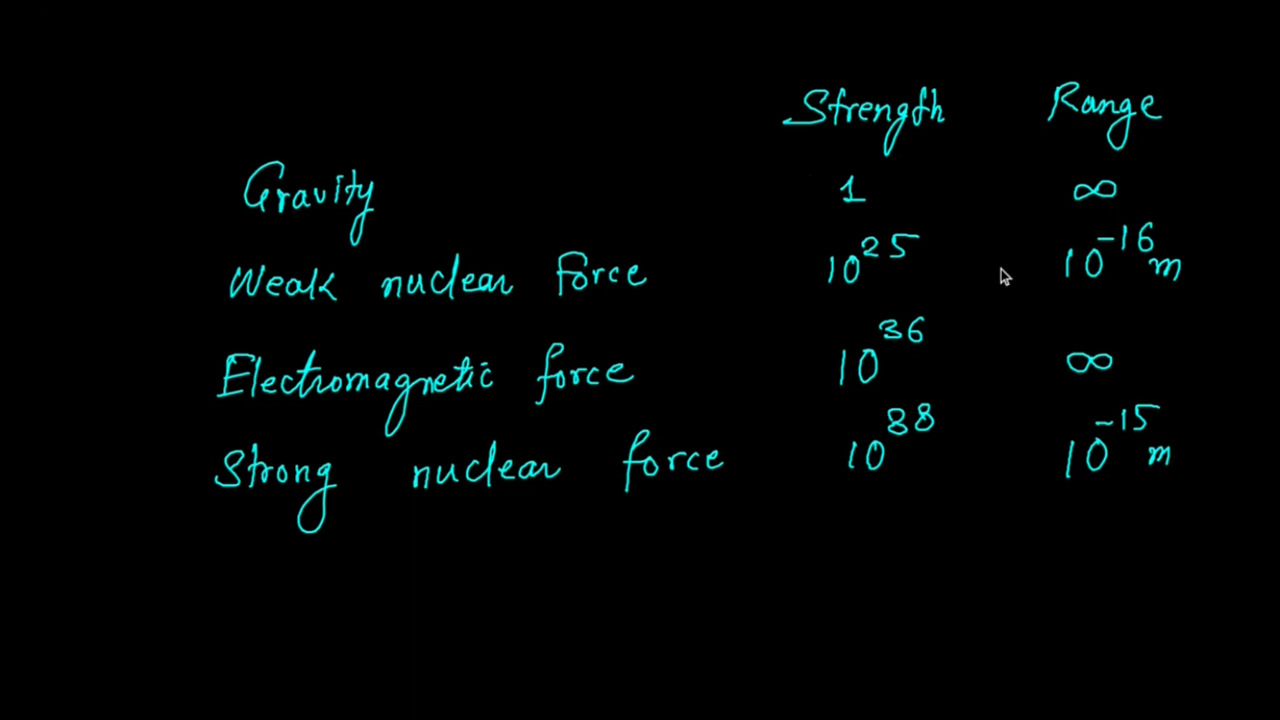 Strength Range
Gravity 1 ∞
Weak nuclear force 10^25 10^-16 m
Electromagnetic force 10^36 ∞
Strong nuclear force 10^38 10^-15 m